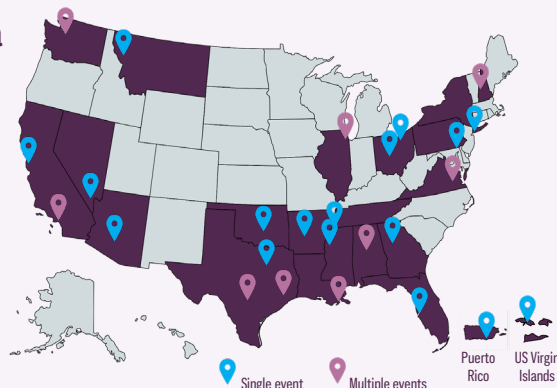 Puerto
Rico
US Virgin
Islands
Single event
Multiple events